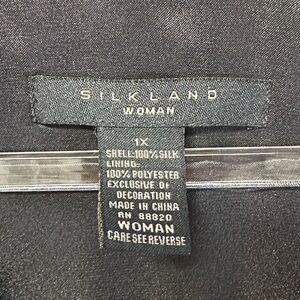 SILKLAND
WOMAN
1X
SHELL:100% SILK
LINING:
100% POLYESTER
EXCLUSIVE OF
DECORATION
MADE IN CHINA
RN 88820
WOMAN
CARE SEE REVERSE